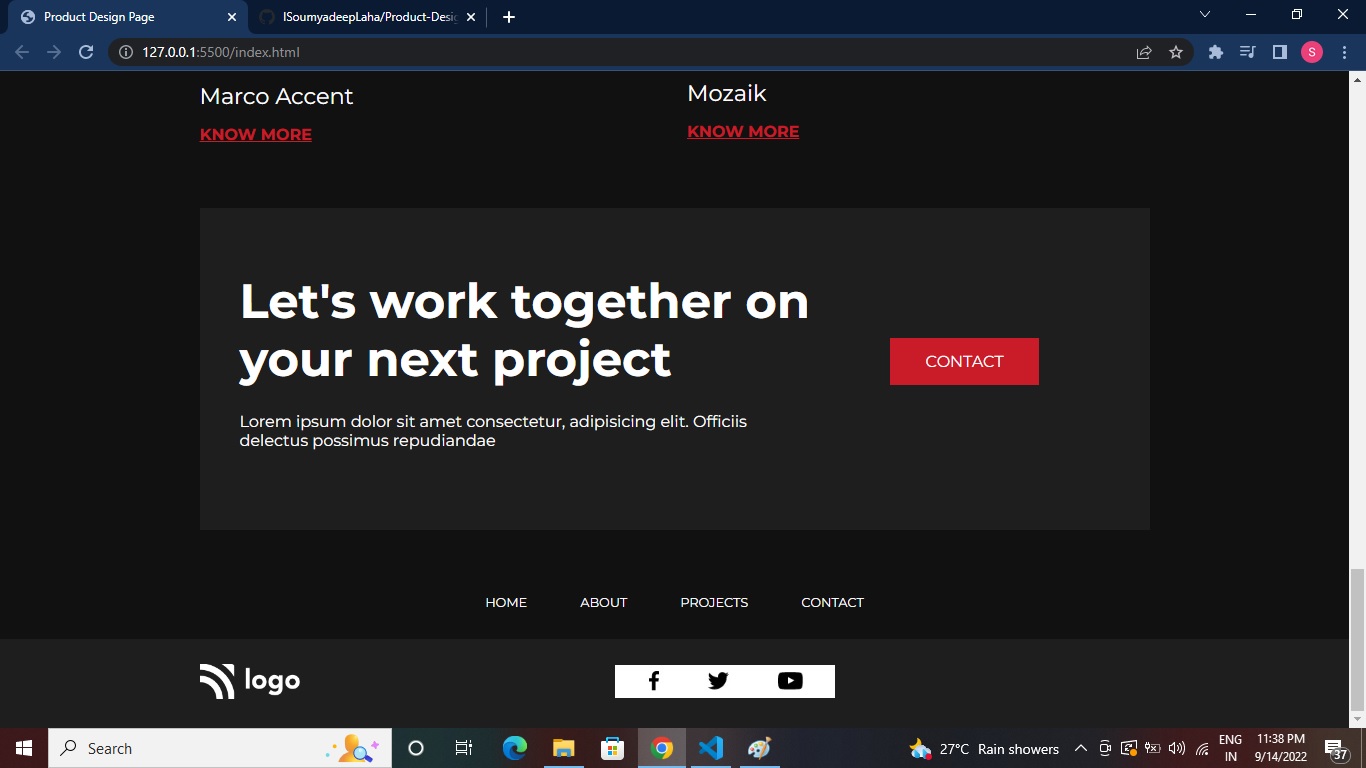 Product Design Page
ISoumyadeepLaha/Product-Desig
127.0.0.1:5500/index.html
S
Marco Accent
Mozaik
KNOW MORE
KNOW MORE
Let's work together on
your next project
CONTACT
Lorem ipsum dolor sit amet consectetur, adipisicing elit. Officiis
delectus possimus repudiandae
HOME
ABOUT
PROJECTS
CONTACT
logo
Search
27°C Rain showers
ENG
IN
11:38 PM
9/14/2022
37